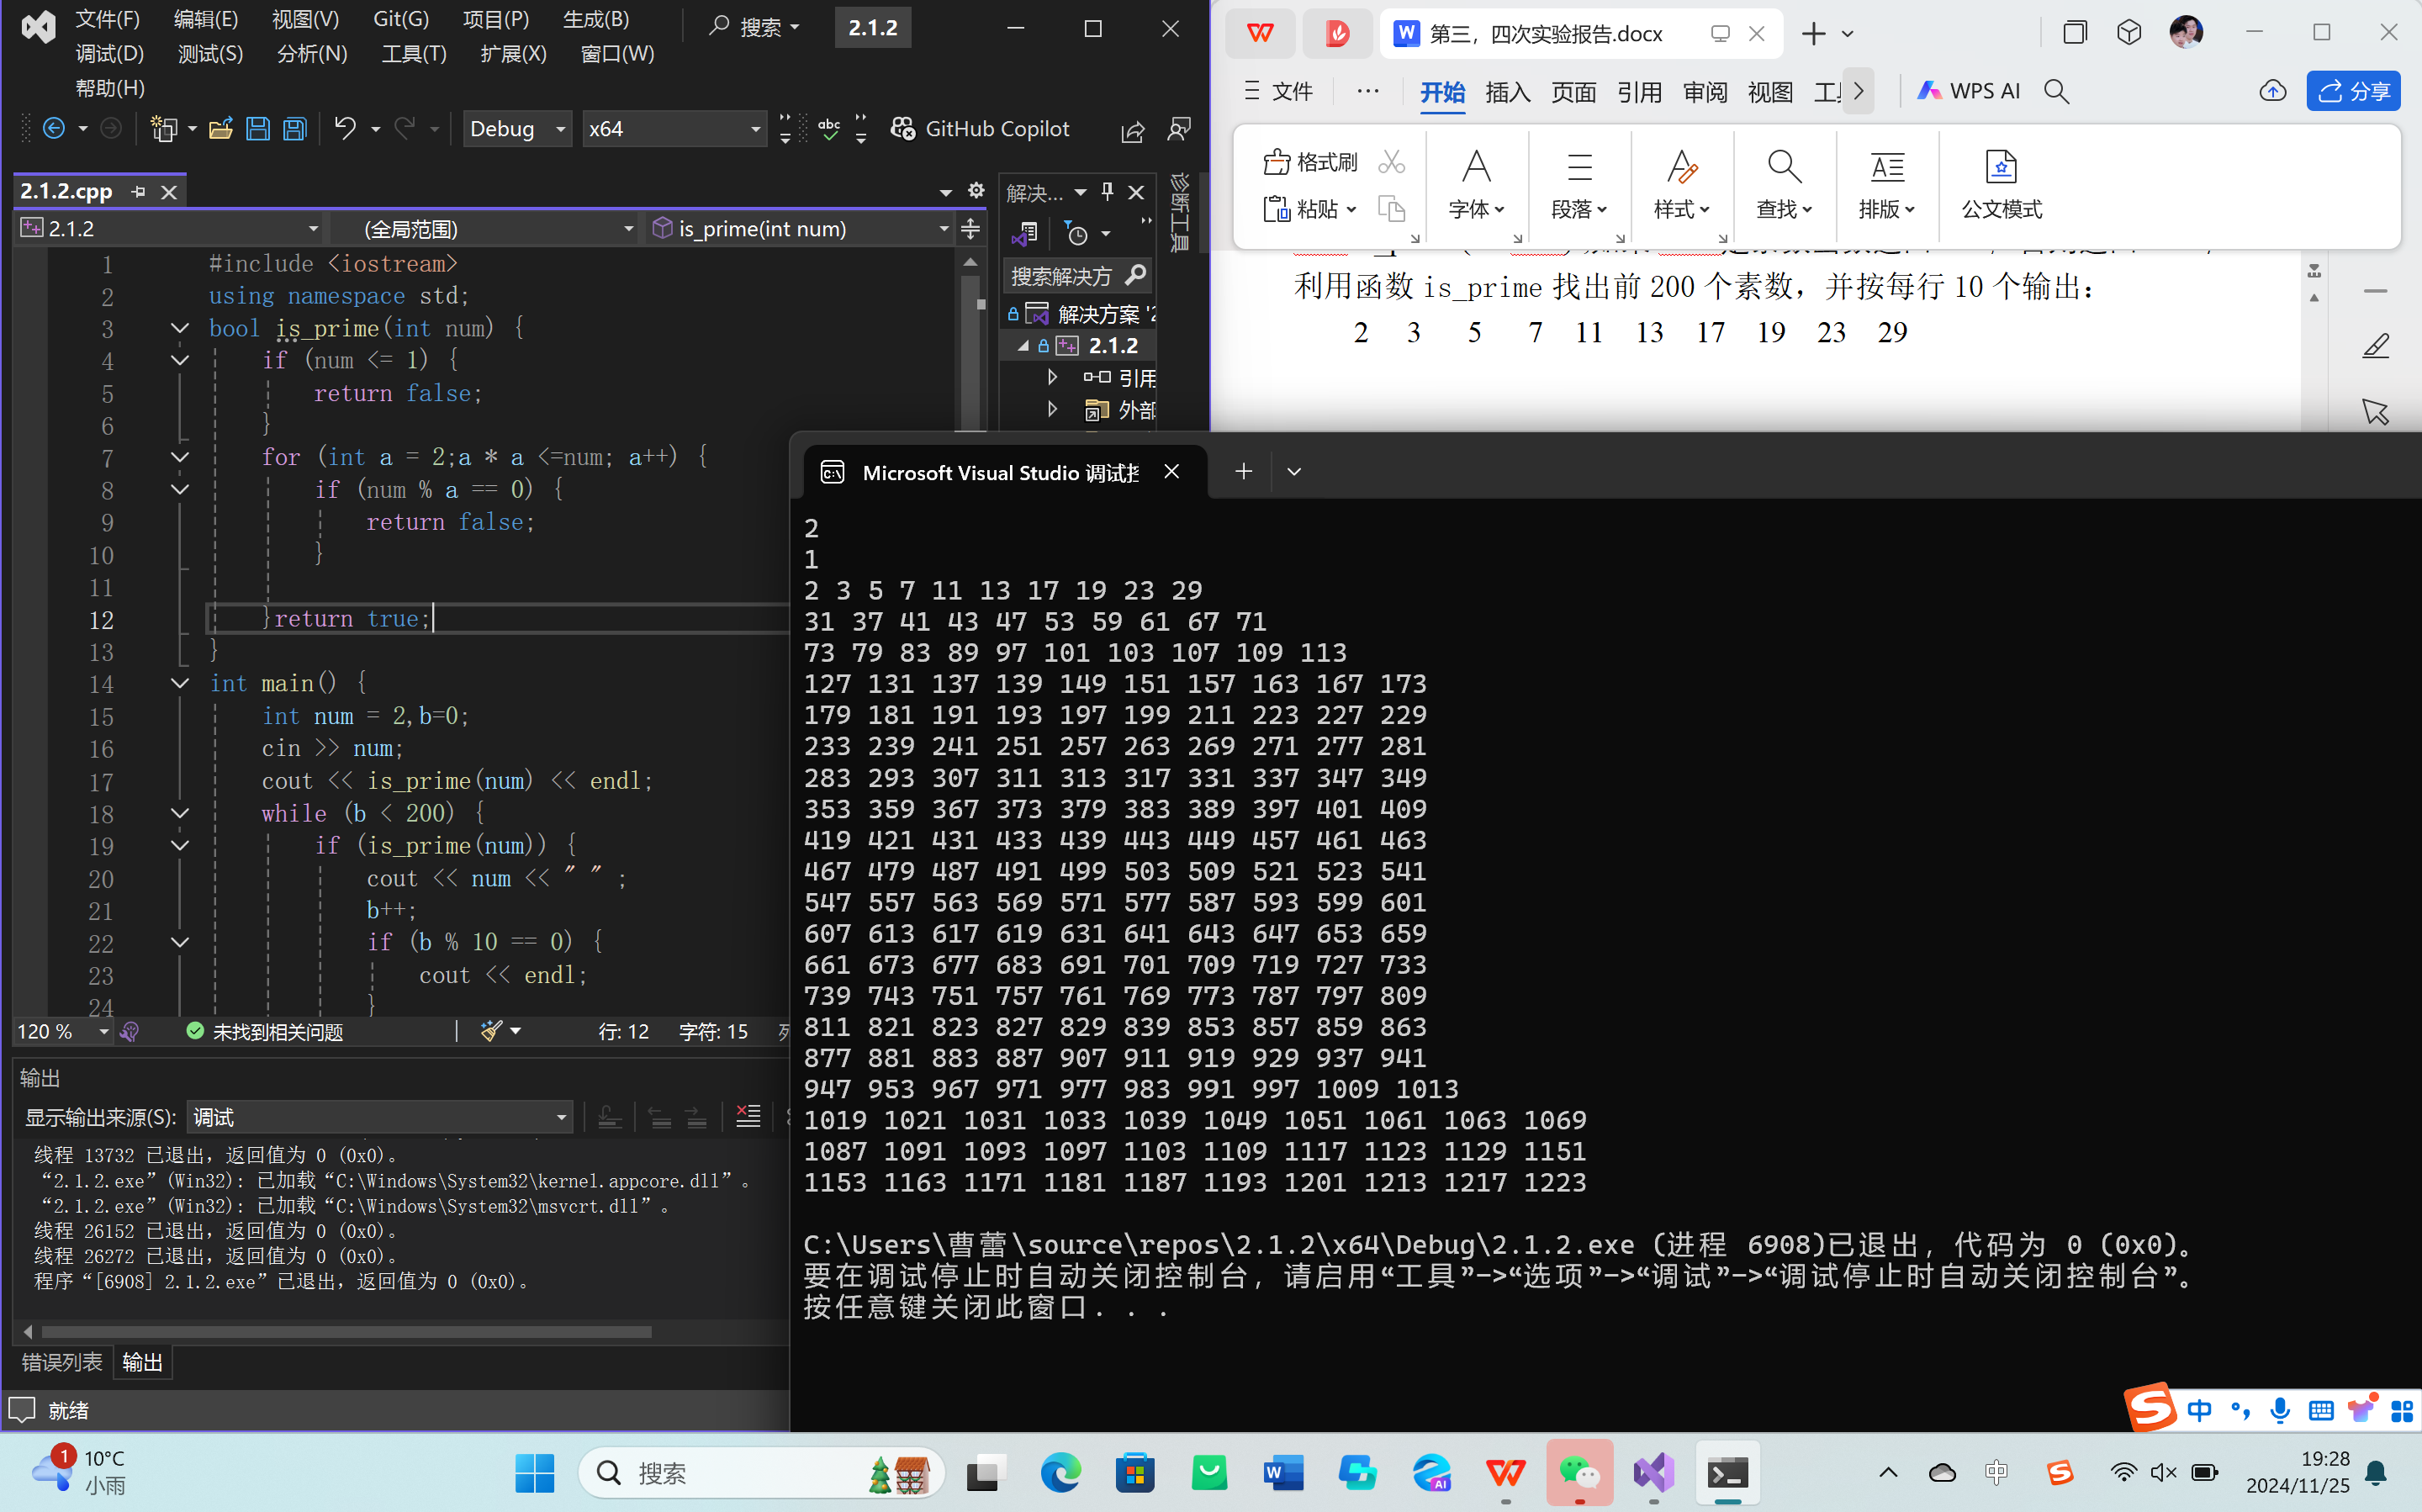 文件(F) 编辑(E) 视图(V) Git(G) 项目(P) 生成(B)
调试(D) 测试(S) 分析(N) 工具(T) 扩展(X) 窗口(W)
帮助(H)
搜索
2.1.2
Debug x64 GitHub Copilot
2.1.2.cpp
2.1.2 (全局范围) is_prime(int num)
1 #include <iostream>
2 using namespace std;
3 bool is_prime(int num) {
4 if (num <= 1) {
5 return false;
6 }
7 for (int a = 2;a * a <=num; a++) {
8 if (num % a == 0) {
9 return false;
10 }
11
12 }return true;
13 }
14 int main() {
15 int num = 2,b=0;
16 cin >> num;
17 cout << is_prime(num) << endl;
18 while (b < 200) {
19 if (is_prime(num)) {
20 cout << num << " " ;
21 b++;
22 if (b % 10 == 0) {
23 cout << endl;
24 }
120 % 未找到相关问题 行: 12 字符: 15
输出
显示输出来源(S): 调试
线程 13732 已退出，返回值为 0 (0x0)。
“2.1.2.exe”(Win32): 已加载“C:\Windows\System32\kernel.appcore.dll”。
“2.1.2.exe”(Win32): 已加载“C:\Windows\System32\msvcrt.dll”。
线程 26152 已退出，返回值为 0 (0x0)。
线程 26272 已退出，返回值为 0 (0x0)。
程序“[6908] 2.1.2.exe”已退出，返回值为 0 (0x0)。
错误列表 输出
就绪
解决...
诊断工具
搜索解决方
解决方案 '2
2.1.2
引用
外部
第三，四次实验报告.docx
文件 ··· 开始 插入 页面 引用 审阅 视图 工 WPS AI 分享
格式刷
粘贴 字体 段落 样式 查找 排版 公文模式
利用函数 is_prime 找出前 200 个素数，并按每行 10 个输出：
2 3 5 7 11 13 17 19 23 29
Microsoft Visual Studio 调试控
2
1
2 3 5 7 11 13 17 19 23 29
31 37 41 43 47 53 59 61 67 71
73 79 83 89 97 101 103 107 109 113
127 131 137 139 149 151 157 163 167 173
179 181 191 193 197 199 211 223 227 229
233 239 241 251 257 263 269 271 277 281
283 293 307 311 313 317 331 337 347 349
353 359 367 373 379 383 389 397 401 409
419 421 431 433 439 443 449 457 461 463
467 479 487 491 499 503 509 521 523 541
547 557 563 569 571 577 587 593 599 601
607 613 617 619 631 641 643 647 653 659
661 673 677 683 691 701 709 719 727 733
739 743 751 757 761 769 773 787 797 809
811 821 823 827 829 839 853 857 859 863
877 881 883 887 907 911 919 929 937 941
947 953 967 971 977 983 991 997 1009 1013
1019 1021 1031 1033 1039 1049 1051 1061 1063 1069
1087 1091 1093 1097 1103 1109 1117 1123 1129 1151
1153 1163 1171 1181 1187 1193 1201 1213 1217 1223
C:\Users\曹蕾\source\repos\2.1.2\x64\Debug\2.1.2.exe (进程 6908)已退出，代码为 0 (0x0)。
要在调试停止时自动关闭控制台，请启用“工具”->“选项”->“调试”->“调试停止时自动关闭控制台”。
按任意键关闭此窗口. . .
中
1
10°C
小雨
搜索
中
19:28
2024/11/25